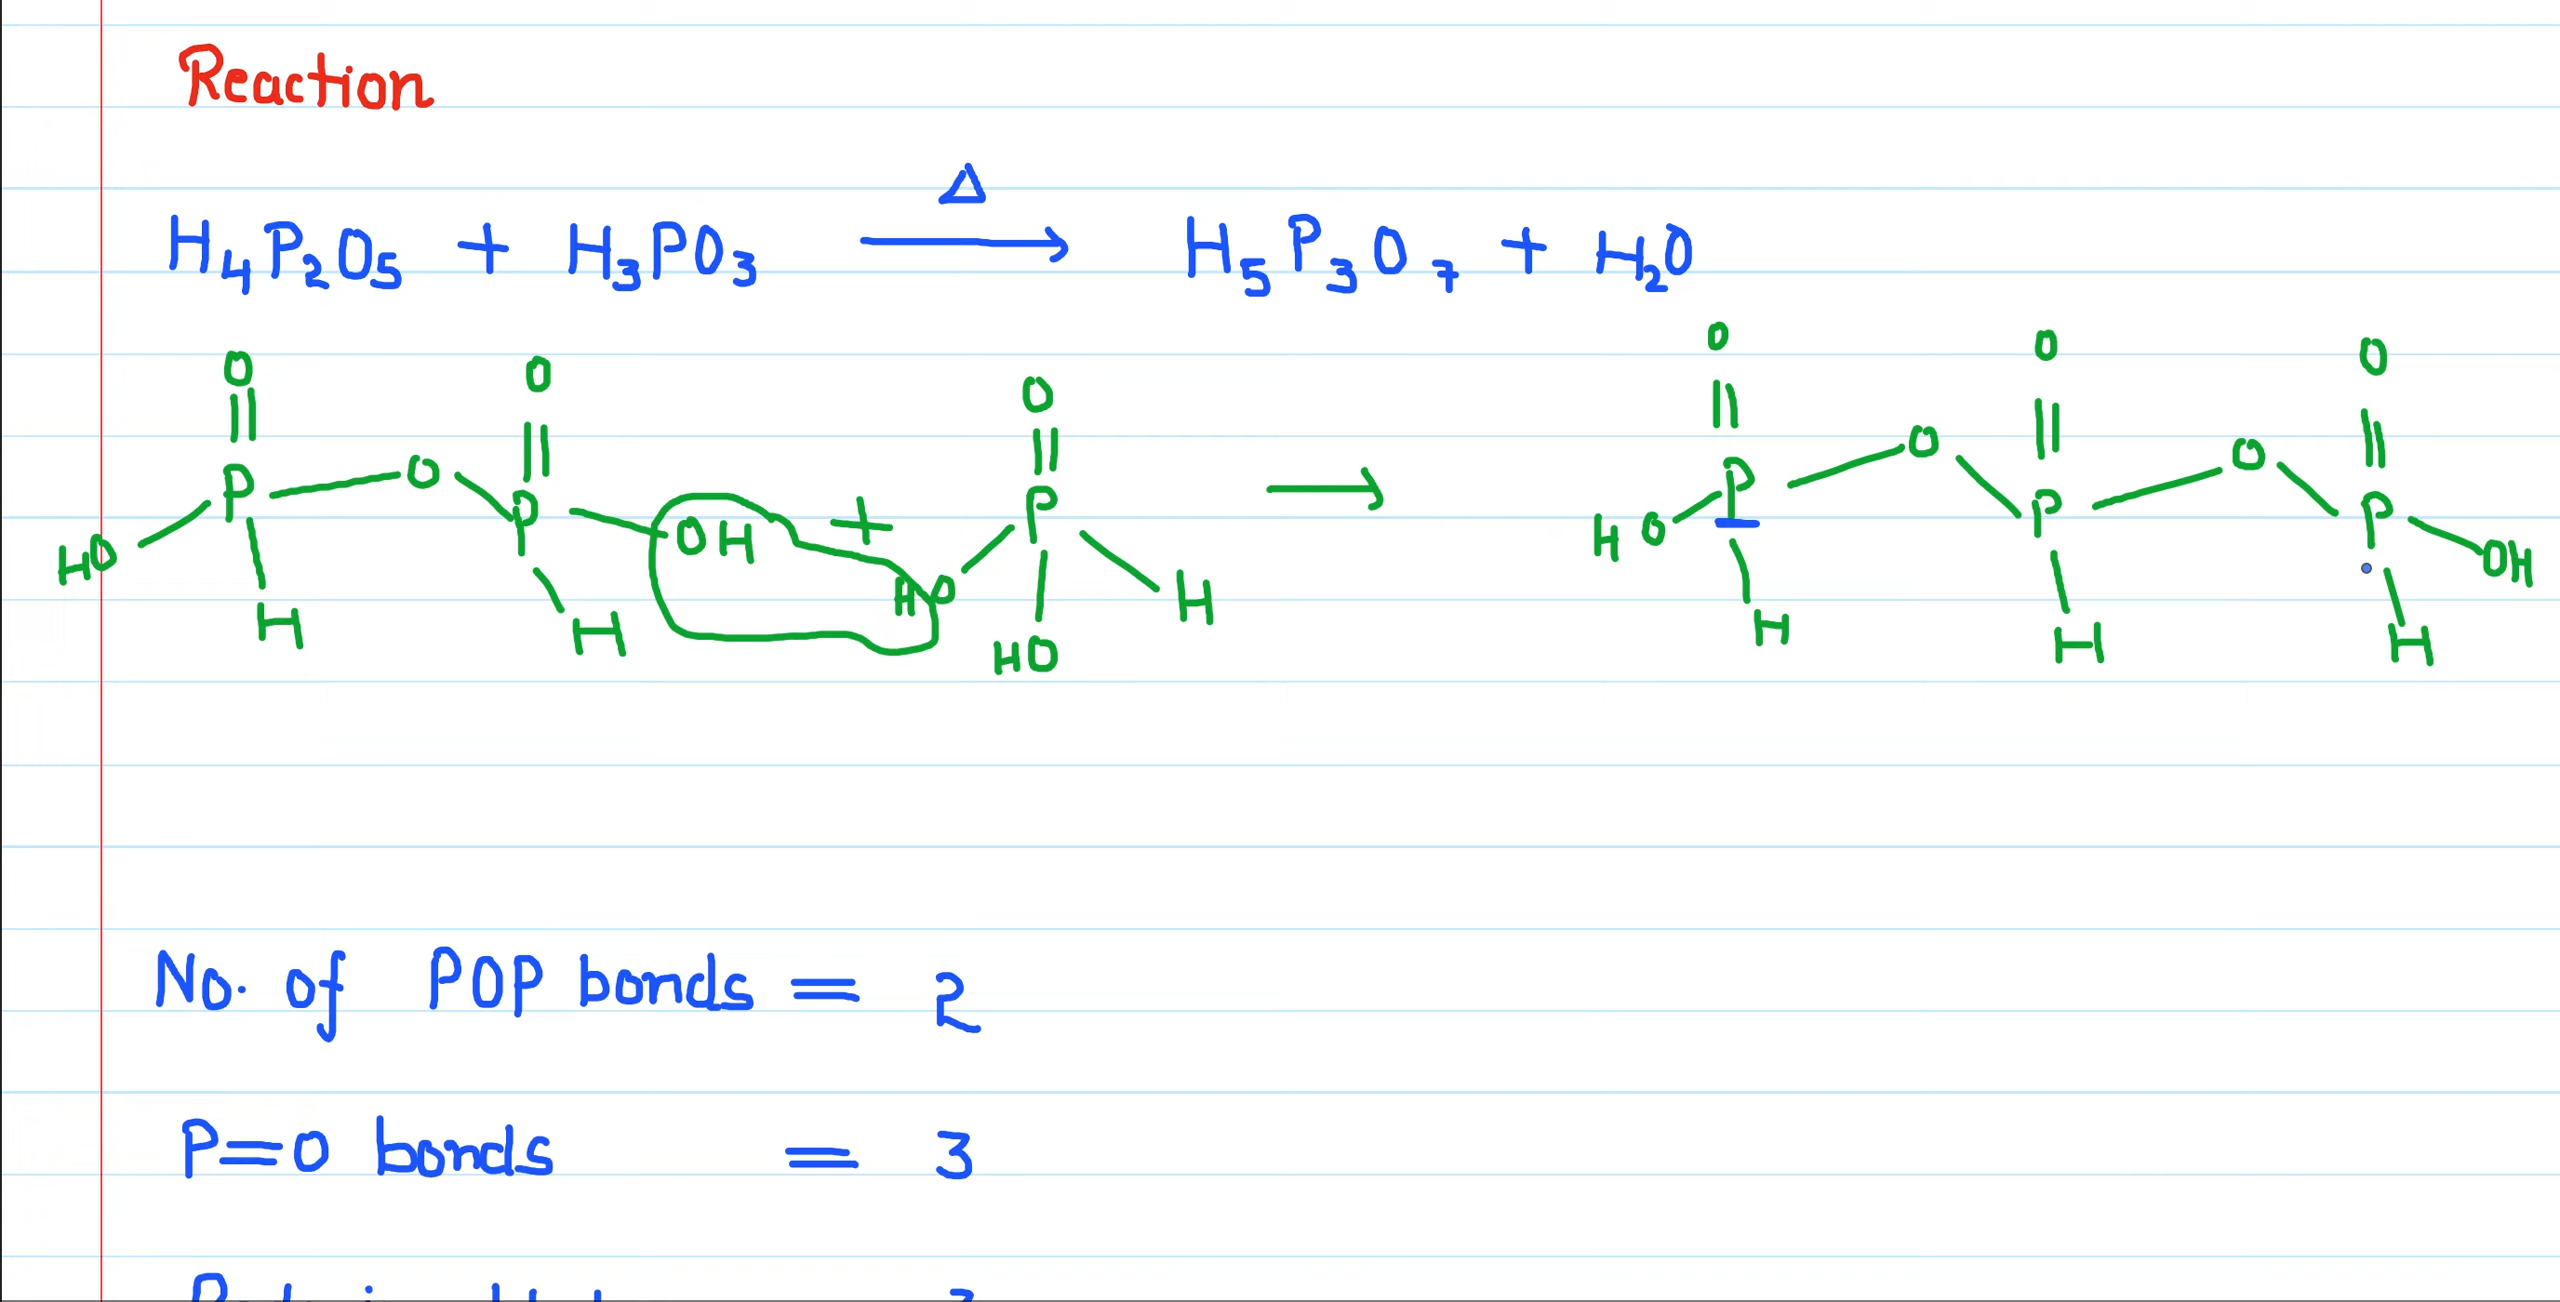 Reaction
Δ
H₄P₂O₅ + H₃PO₃ → H₅P₃O₇ + H₂O
O O O O O O
|| || || || || ||
HO P O P OH + HO P H → HO P O P O P OH
H H HO H H H
No. of POP bonds = 2
P=O bonds = 3